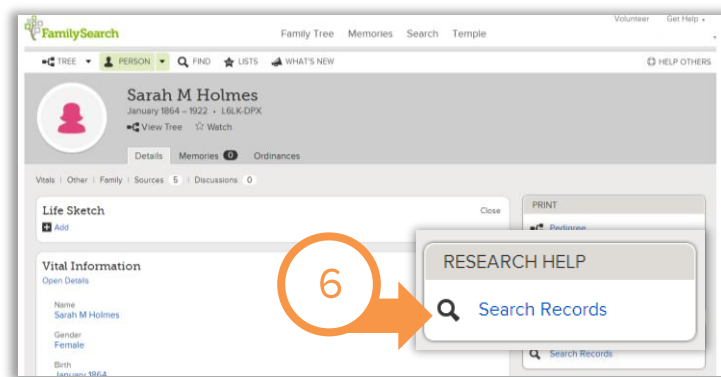 Volunteer Get Help
FamilySearch Family Tree Memories Search Temple
TREE PERSON FIND LISTS WHAT'S NEW HELP OTHERS
Sarah M Holmes
January 1864 – 1922 • L6LK-DPX
View Tree Watch
Details Memories 0 Ordinances
Vitals Other Family Sources 5 Discussions 0
Life Sketch Close
Add
PRINT
Pedigree
Vital Information
Open Details
Name
Sarah M Holmes
Gender
Female
Birth
January 1864
6
RESEARCH HELP
Search Records
Search Records